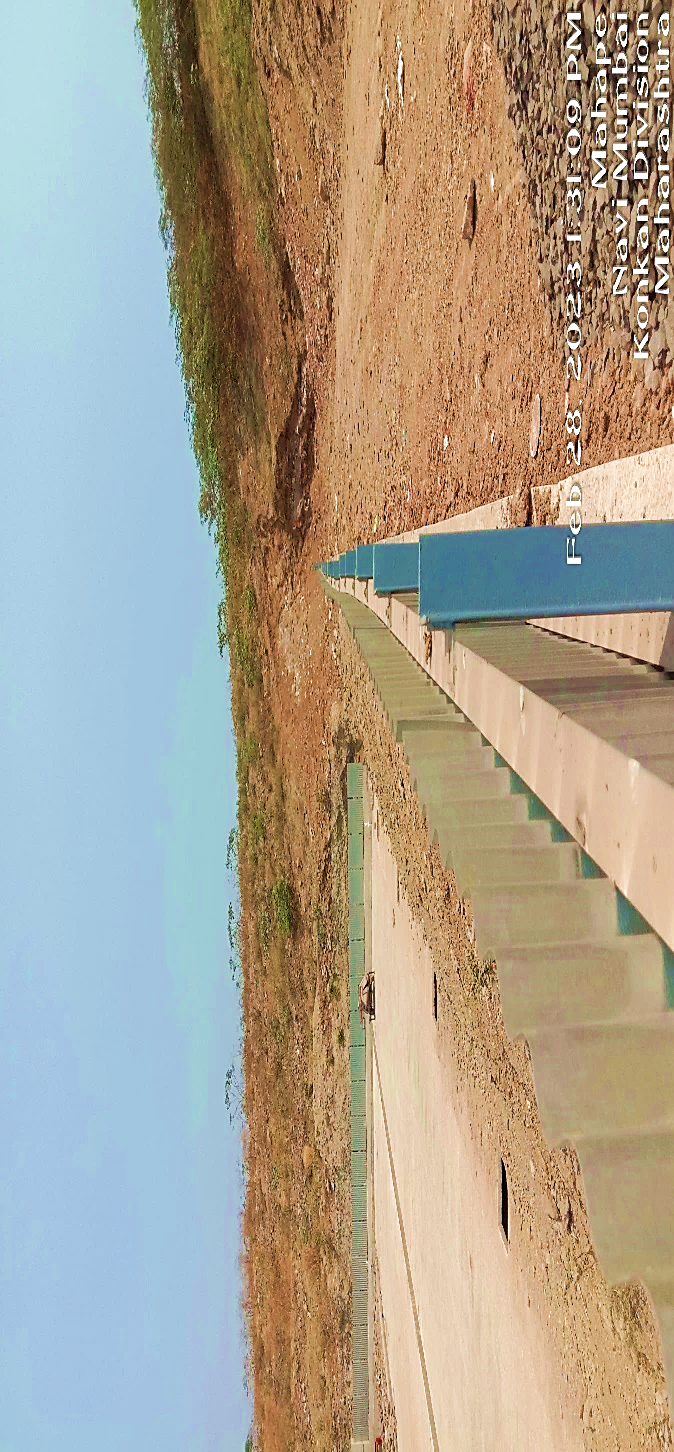 Feb 28, 2023 1:31:09 PM
Mahape
Navi Mumbai
Konkan Division
Maharashtra